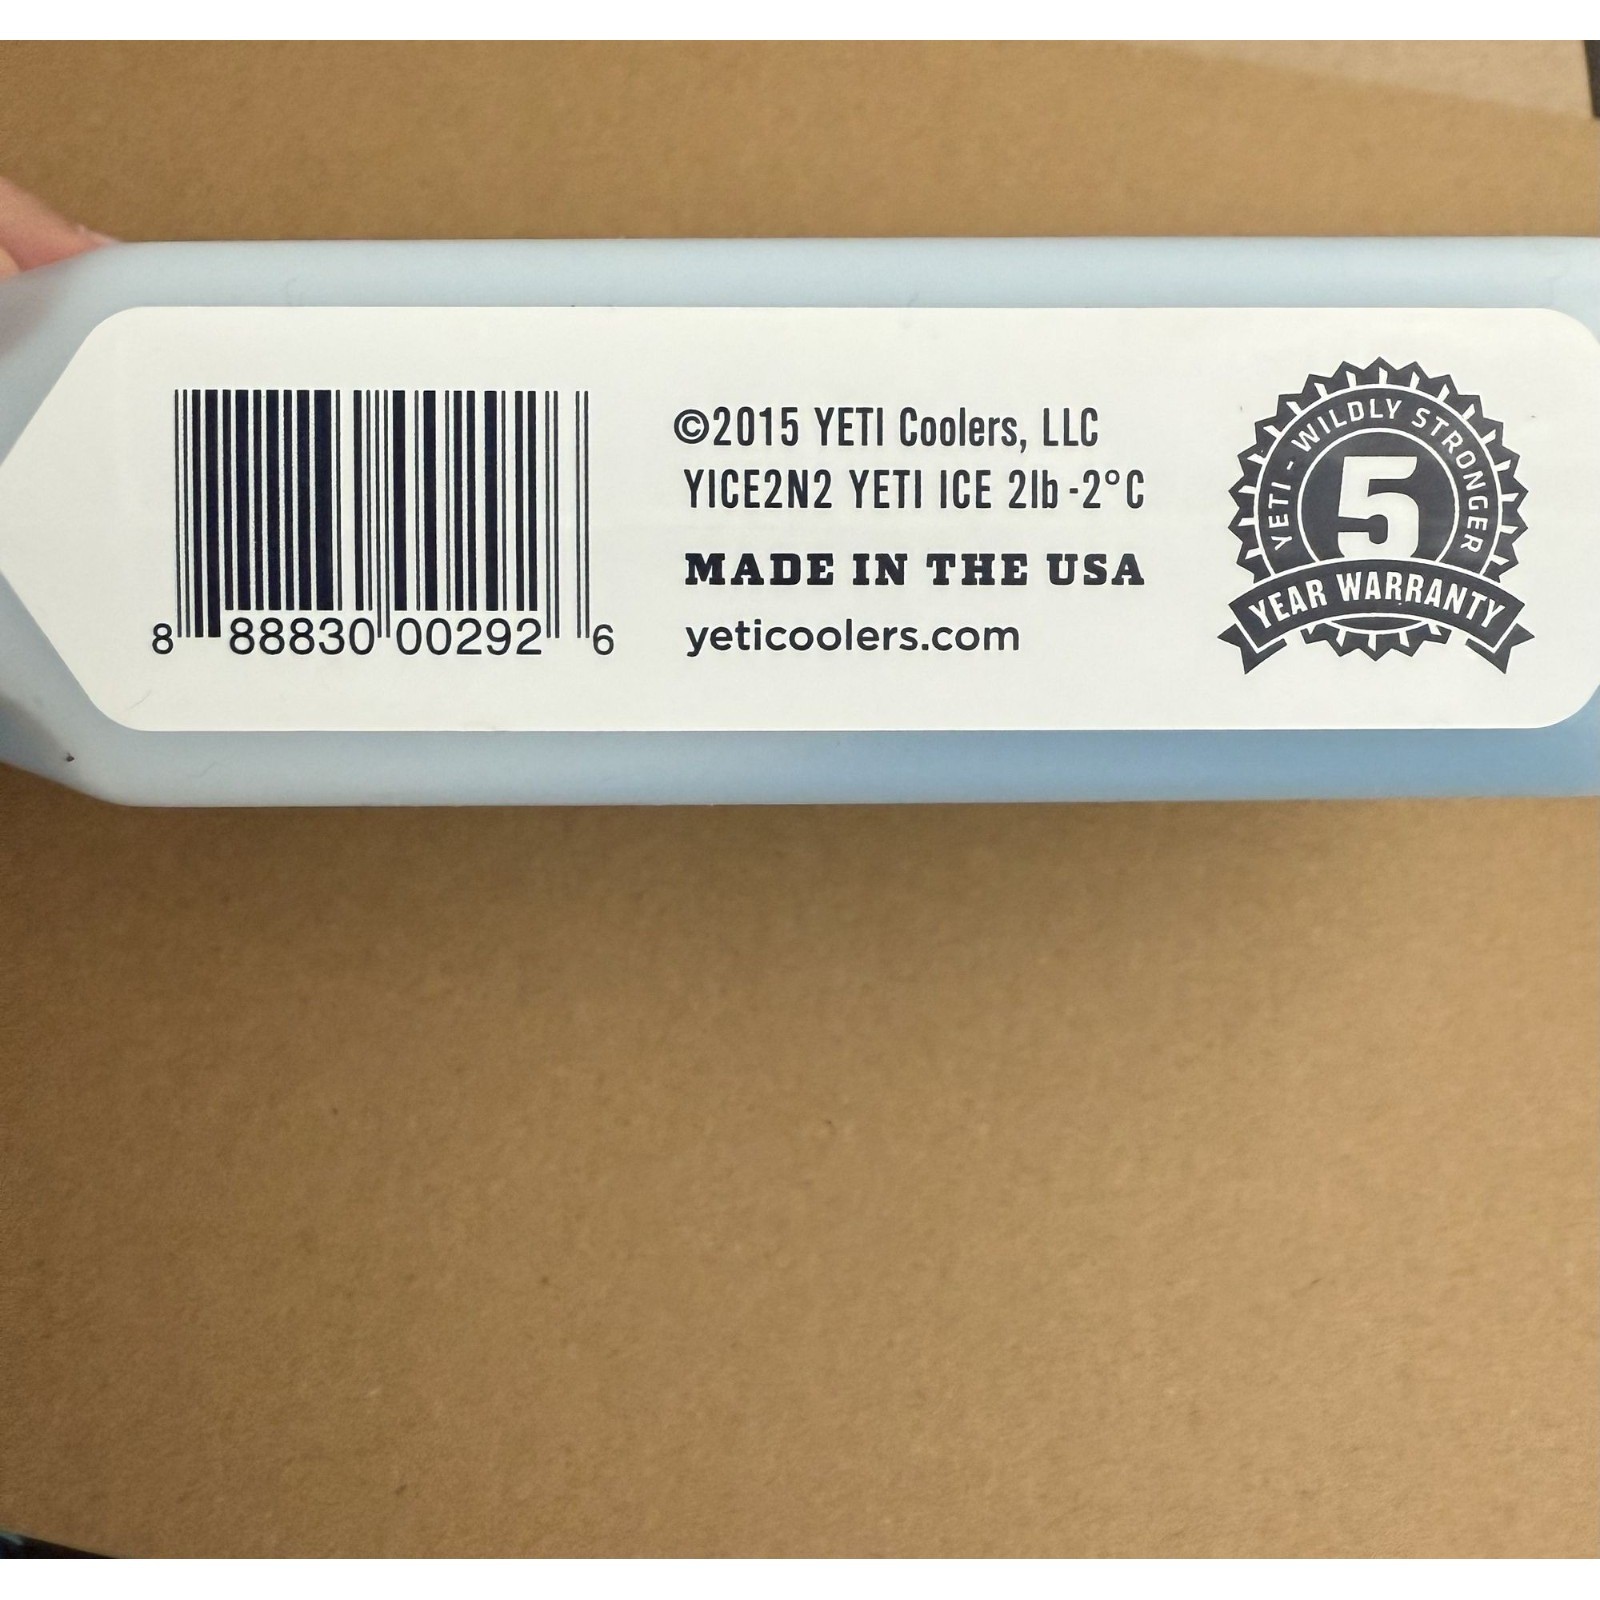 8 88830 00292 6
©2015 YETI Coolers, LLC
YICE2N2 YETI ICE 2lb -2°C
MADE IN THE USA
yeticoolers.com
YETI - WILDLY STRONGER
5
YEAR WARRANTY